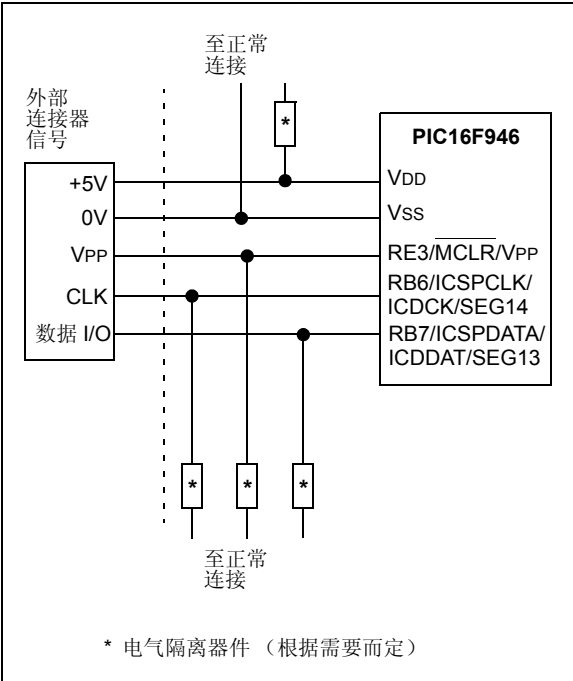 至正常
连接
外部
连接器
信号
*
PIC16F946
+5V
VDD
0V
VSS
VPP
RE3/MCLR/VPP
CLK
RB6/ICSPCLK/
ICDCK/SEG14
数据 I/O
RB7/ICSPDATA/
ICDDAT/SEG13
* * *
至正常
连接
* 电气隔离器件 （根据需要而定）